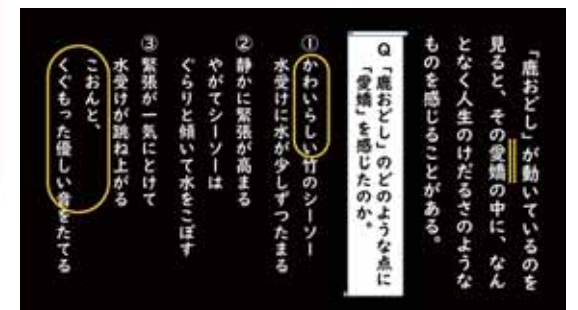 「鹿おどし」が動いているのを
見ると、その愛嬌の中に、なん
となく人生のけだるさのような
ものを感じることがある。
Q「鹿おどし」のどのような点に
「愛嬌」を感じたのか。
①かわいらしい竹のシーソー
水受けに水が少しずつたまる
②静かに緊張が高まる
やがてシーソーは
ぐらりと傾いて水をこぼす
③緊張が一気にとけて
水受けが跳ね上がる
こおんと、
くぐもった優しい音をたてる